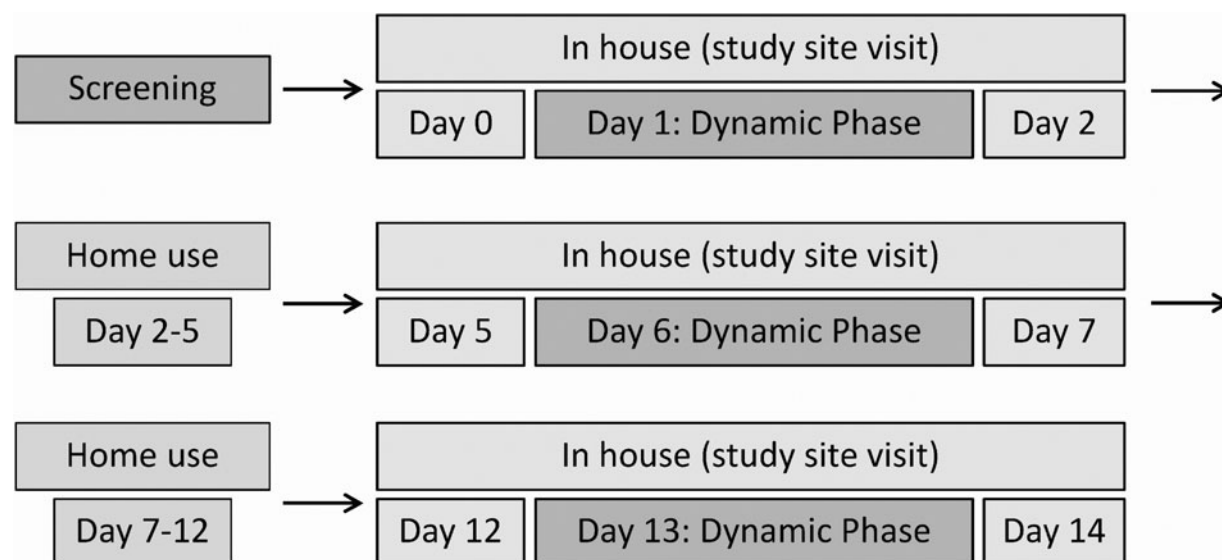 Screening
In house (study site visit)
Day 0
Day 1: Dynamic Phase
Day 2
Home use
Day 2-5
In house (study site visit)
Day 5
Day 6: Dynamic Phase
Day 7
Home use
Day 7-12
In house (study site visit)
Day 12
Day 13: Dynamic Phase
Day 14